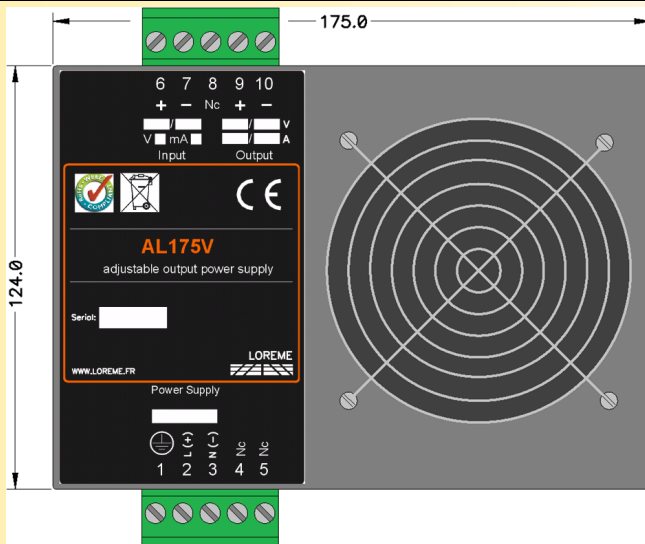 175.0
124.0
6 7 8 9 10
+ − Nc + −
/ / V
V mA / A
Input Output
CE
AL175V
adjustable output power supply
Serial:
LOREME
WWW.LOREME.FR
Power Supply
L (+) N (−) Nc Nc
1 2 3 4 5